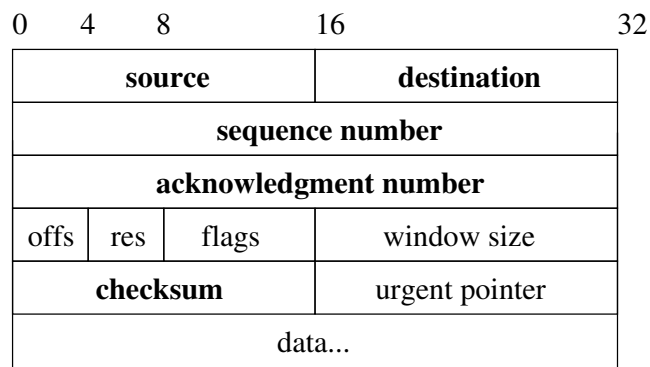 0 4 8 16 32
source destination
sequence number
acknowledgment number
offs res flags window size
checksum urgent pointer
data...